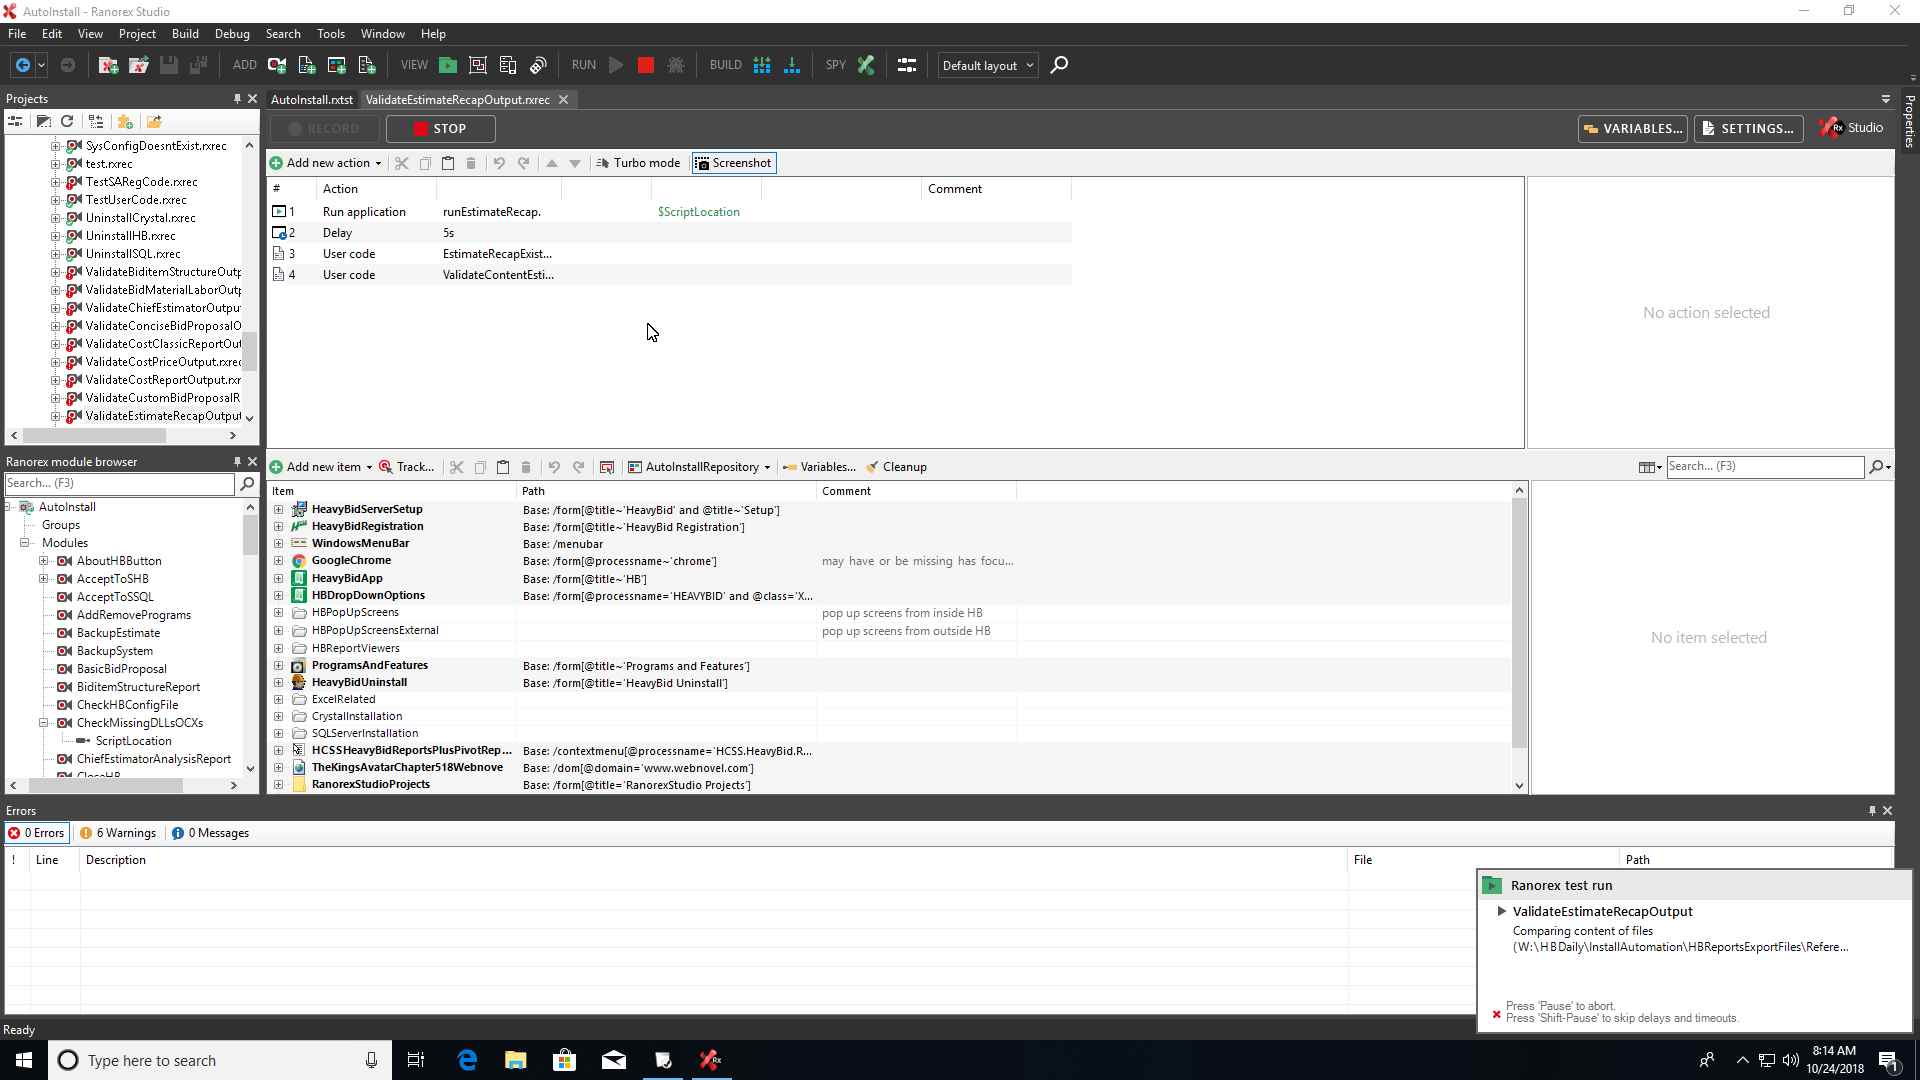 AutoInstall - Ranorex Studio
File Edit View Project Build Debug Search Tools Window Help
ADD VIEW RUN BUILD SPY Default layout
Projects
AutoInstall.rxtst ValidateEstimateRecapOutput.rxrec
RECORD STOP VARIABLES... SETTINGS... Rx Studio
Properties
SysConfigDoesntExist.rxrec
test.rxrec
TestSARegCode.rxrec
TestUserCode.rxrec
UninstallCrystal.rxrec
UninstallHB.rxrec
UninstallSQL.rxrec
ValidateBiditemStructureOutp
ValidateBidMaterialLaborOutp
ValidateChiefEstimatorOutpu
ValidateConciseBidProposalO
ValidateCostClassicReportOut
ValidateCostPriceOutput.rxrec
ValidateCostReportOutput.rxr
ValidateCustomBidProposalR
ValidateEstimateRecapOutput
Add new action Turbo mode Screenshot
# Action Comment
1 Run application runEstimateRecap. $ScriptLocation
2 Delay 5s
3 User code EstimateRecapExist...
4 User code ValidateContentEsti...
No action selected
Ranorex module browser
Search... (F3)
AutoInstall
Groups
Modules
AboutHBButton
AcceptToSHB
AcceptToSSQL
AddRemovePrograms
BackupEstimate
BackupSystem
BasicBidProposal
BiditemStructureReport
CheckHBConfigFile
CheckMissingDLLsOCXs
ScriptLocation
ChiefEstimatorAnalysisReport
CloseHB
Add new item Track... AutoInstallRepository Variables... Cleanup Search... (F3)
Item Path Comment
HeavyBidServerSetup Base: /form[@title~'HeavyBid' and @title~'Setup']
HeavyBidRegistration Base: /form[@title~'HeavyBid Registration']
WindowsMenuBar Base: /menubar
GoogleChrome Base: /form[@processname~'chrome'] may have or be missing has focu...
HeavyBidApp Base: /form[@title~'HB']
HBDropDownOptions Base: /form[@processname='HEAVYBID' and @class='X...
HBPopUpScreens pop up screens from inside HB
HBPopUpScreensExternal pop up screens from outside HB
HBReportViewers
ProgramsAndFeatures Base: /form[@title~'Programs and Features']
HeavyBidUninstall Base: /form[@title='HeavyBid Uninstall']
ExcelRelated
CrystalInstallation
SQLServerInstallation
HCSSHeavyBidReportsPlusPivotRep... Base: /contextmenu[@processname='HCSS.HeavyBid.R...
TheKingsAvatarChapter518Webnove Base: /dom[@domain='www.webnovel.com']
RanorexStudioProjects Base: /form[@title='RanorexStudio Projects']
No item selected
Errors
0 Errors 6 Warnings 0 Messages
! Line Description File Path
Ranorex test run
ValidateEstimateRecapOutput
Comparing content of files
(W:\HBDaily\InstallAutomation\HBReportsExportFiles\Refere...
Press 'Pause' to abort.
Press 'Shift-Pause' to skip delays and timeouts.
Ready
Type here to search
8:14 AM
10/24/2018
1